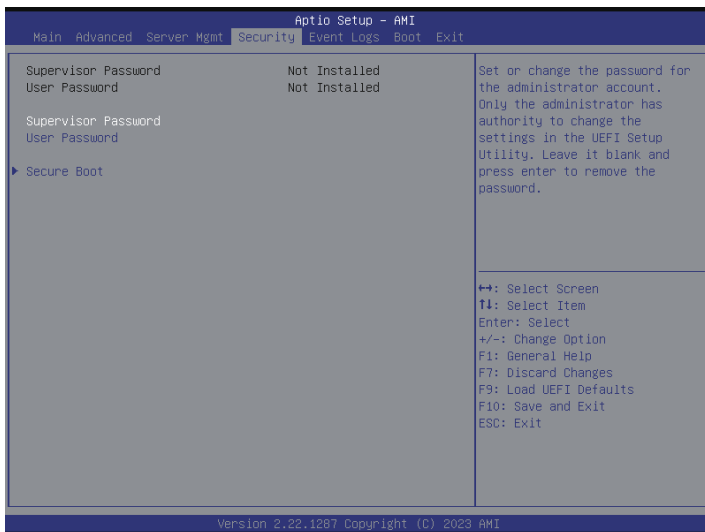 Aptio Setup – AMI
Main Advanced Server Mgmt Security Event Logs Boot Exit
Supervisor Password Not Installed
User Password Not Installed
Supervisor Password
User Password
▶ Secure Boot
Set or change the password for
the administrator account.
Only the administrator has
authority to change the
settings in the UEFI Setup
Utility. Leave it blank and
press enter to remove the
password.
↔: Select Screen
↑↓: Select Item
Enter: Select
+/-: Change Option
F1: General Help
F7: Discard Changes
F9: Load UEFI Defaults
F10: Save and Exit
ESC: Exit
Version 2.22.1287 Copyright (C) 2023 AMI